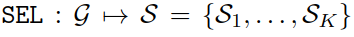 SEL : 𝒢 ↦ 𝒮 = {𝒮₁, . . . , 𝒮_K}